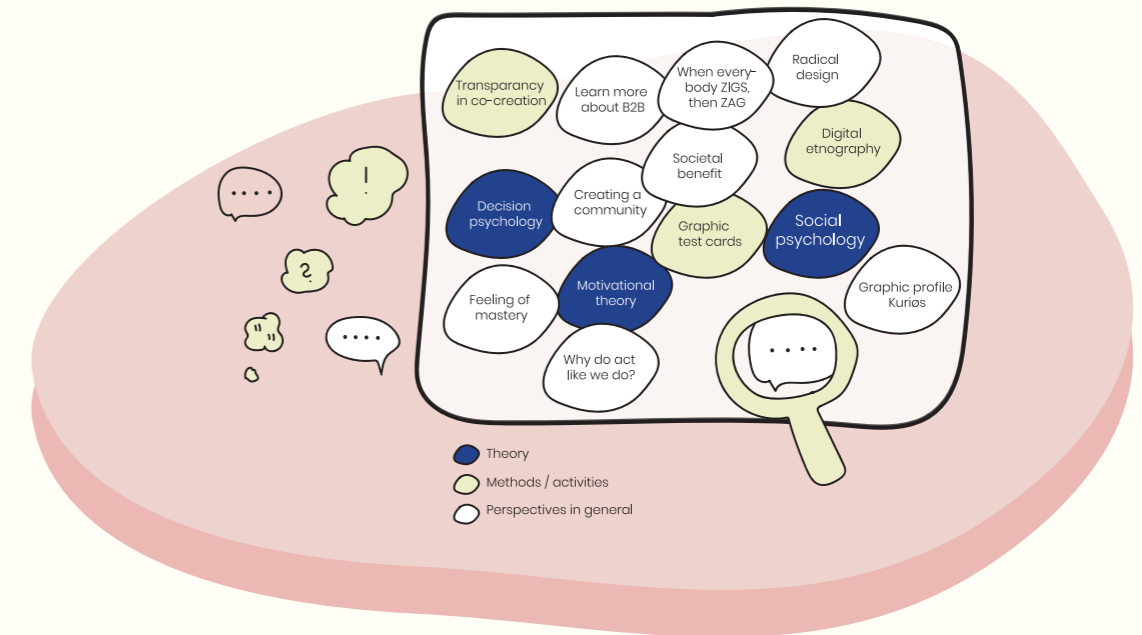 Transparancy
in co-creation
Learn more
about B2B
When every-
body ZIGS,
then ZAG
Radical
design
Digital
etnography
Societal
benefit
Decision
psychology
Creating a
community
Graphic
test cards
Social
psychology
Feeling of
mastery
Motivational
theory
Graphic profile
Kuriøs
Why do act
like we do?
!
?
" "
....
....
....
Theory
Methods / activities
Perspectives in general